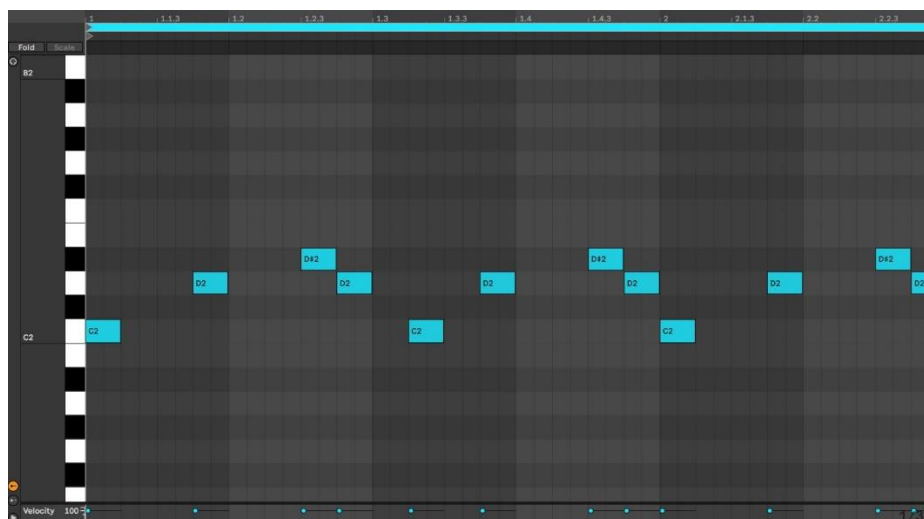 1 1.1.3 1.2 1.2.3 1.3 1.3.3 1.4 1.4.3 2 2.1.3 2.2 2.2.3
Fold Scale
B2
D#2 D#2 D#2
D2 D2 D2 D2 D2 D2
C2 C2 C2 C2
Velocity 100